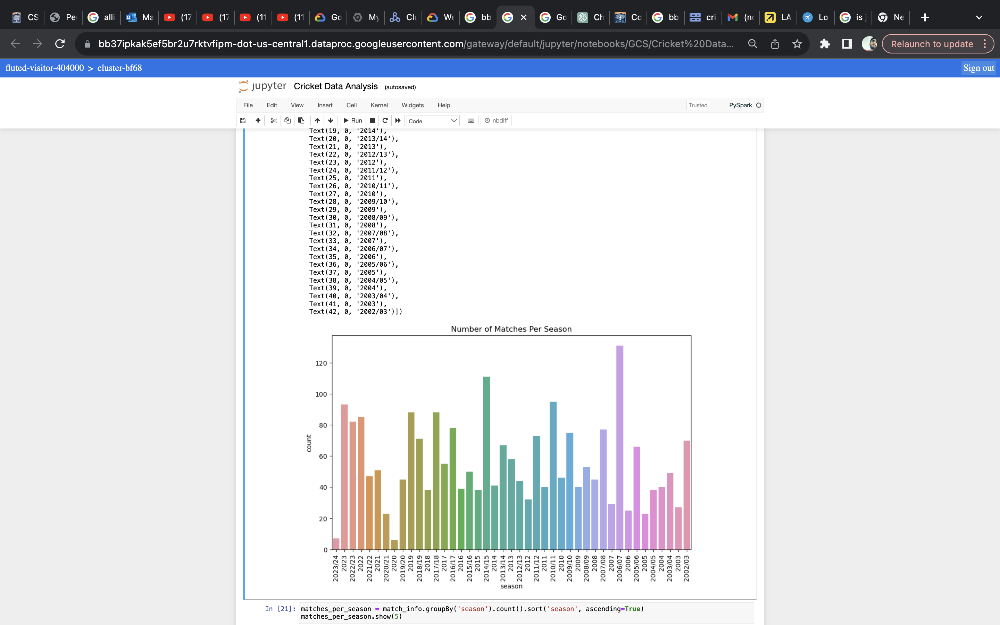 CS Pe alli Ma (17 (17 (11 (11 Go My Clu We bb Go Ch Co bb cri (no LA Lo is j Ne
bb37ipkak5ef5br2u7rktvfipm-dot-us-central1.dataproc.googleusercontent.com/gateway/default/jupyter/notebooks/GCS/Cricket%20Data... Relaunch to update
fluted-visitor-404000 > cluster-bf68 Sign out
jupyter Cricket Data Analysis (autosaved)
File Edit View Insert Cell Kernel Widgets Help Trusted PySpark
Run Code nbdiff
Text(19, 0, '2014'),
Text(20, 0, '2013/14'),
Text(21, 0, '2013'),
Text(22, 0, '2012/13'),
Text(23, 0, '2012'),
Text(24, 0, '2011/12'),
Text(25, 0, '2011'),
Text(26, 0, '2010/11'),
Text(27, 0, '2010'),
Text(28, 0, '2009/10'),
Text(29, 0, '2009'),
Text(30, 0, '2008/09'),
Text(31, 0, '2008'),
Text(32, 0, '2007/08'),
Text(33, 0, '2007'),
Text(34, 0, '2006/07'),
Text(35, 0, '2006'),
Text(36, 0, '2005/06'),
Text(37, 0, '2005'),
Text(38, 0, '2004/05'),
Text(39, 0, '2004'),
Text(40, 0, '2003/04'),
Text(41, 0, '2003'),
Text(42, 0, '2002/03')])
Number of Matches Per Season
120
100
80
60
40
20
0
count
2023/24 2023 2022/23 2022 2021/22 2021 2020/21 2020 2019/20 2019 2018/19 2018 2017/18 2017 2016/17 2016 2015/16 2015 2014/15 2014 2013/14 2013 2012/13 2012 2011/12 2011 2010/11 2010 2009/10 2009 2008/09 2008 2007/08 2007 2006/07 2006 2005/06 2005 2004/05 2004 2003/04 2003 2002/03
season
In [21]: matches_per_season = match_info.groupBy('season').count().sort('season', ascending=True)
matches_per_season.show(5)